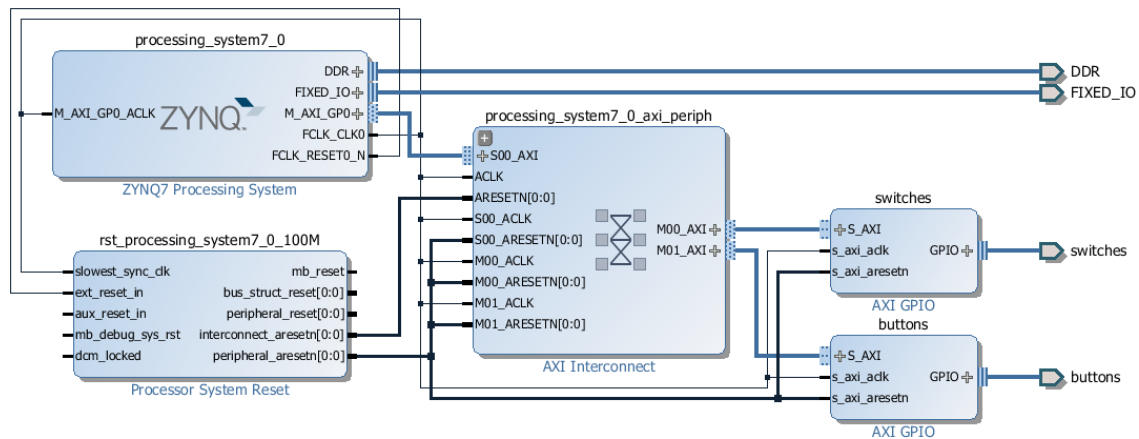 processing_system7_0
DDR
FIXED_IO
M_AXI_GP0_ACLK
ZYNQ
M_AXI_GP0
FCLK_CLK0
FCLK_RESET0_N
ZYNQ7 Processing System
DDR
FIXED_IO
processing_system7_0_axi_periph
S00_AXI
ACLK
ARESETN[0:0]
S00_ACLK
S00_ARESETN[0:0]
M00_ACLK
M00_ARESETN[0:0]
M01_ACLK
M01_ARESETN[0:0]
M00_AXI
M01_AXI
AXI Interconnect
rst_processing_system7_0_100M
slowest_sync_clk
ext_reset_in
aux_reset_in
mb_debug_sys_rst
dcm_locked
mb_reset
bus_struct_reset[0:0]
peripheral_reset[0:0]
interconnect_aresetn[0:0]
peripheral_aresetn[0:0]
Processor System Reset
switches
S_AXI
s_axi_aclk
s_axi_aresetn
GPIO
AXI GPIO
switches
buttons
S_AXI
s_axi_aclk
s_axi_aresetn
GPIO
AXI GPIO
buttons